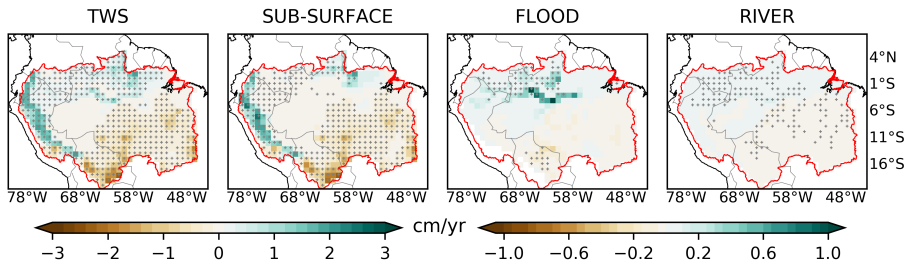 TWS SUB-SURFACE FLOOD RIVER
4°N
1°S
6°S
11°S
16°S
78°W 68°W 58°W 48°W 78°W 68°W 58°W 48°W 78°W 68°W 58°W 48°W 78°W 68°W 58°W 48°W
cm/yr
−3 −2 −1 0 1 2 3 −1.0 −0.6 −0.2 0.2 0.6 1.0